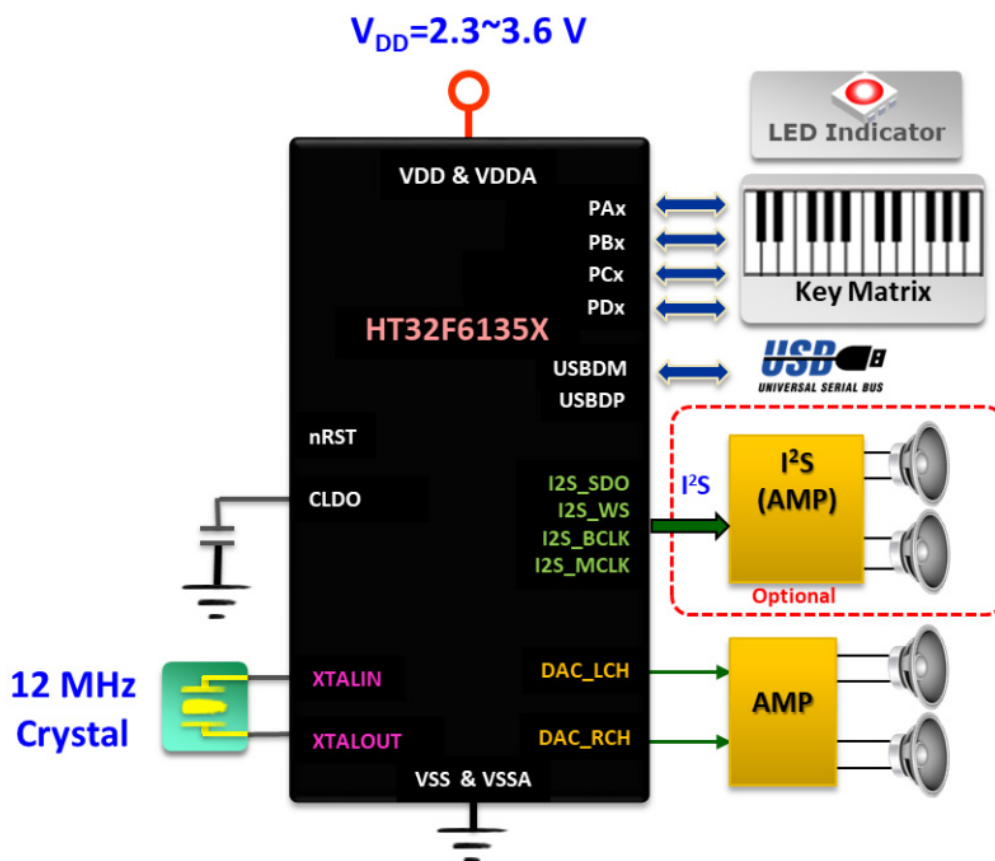 V_DD=2.3~3.6 V
LED Indicator
VDD & VDDA
PAx
PBx
PCx
PDx
Key Matrix
HT32F6135X
USBDM
USBDP
USB
UNIVERSAL SERIAL BUS
nRST
CLDO
I2S_SDO
I2S_WS
I2S_BCLK
I2S_MCLK
I²S
I²S
(AMP)
Optional
12 MHz
Crystal
XTALIN
XTALOUT
DAC_LCH
DAC_RCH
AMP
VSS & VSSA